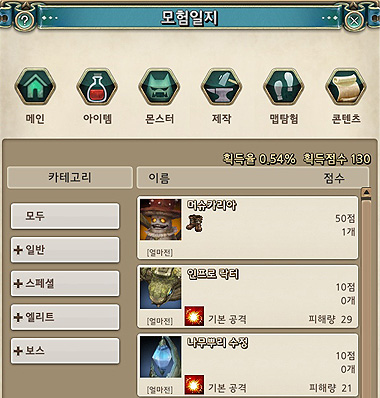 모험일지
메인 아이템 몬스터 제작 맵탐험 콘텐츠
획득율 0,54% 획득점수 130
카테고리 이름 점수
모두
일반
스페셜
엘리트
보스
머슈카리아
50점
1개
[얼마전]
인프로 락터
10점
0개
[얼마전] 기본 공격 피해량 29
나무뿌리 수정
10점
0개
[얼마전] 기본 공격 피해량 21